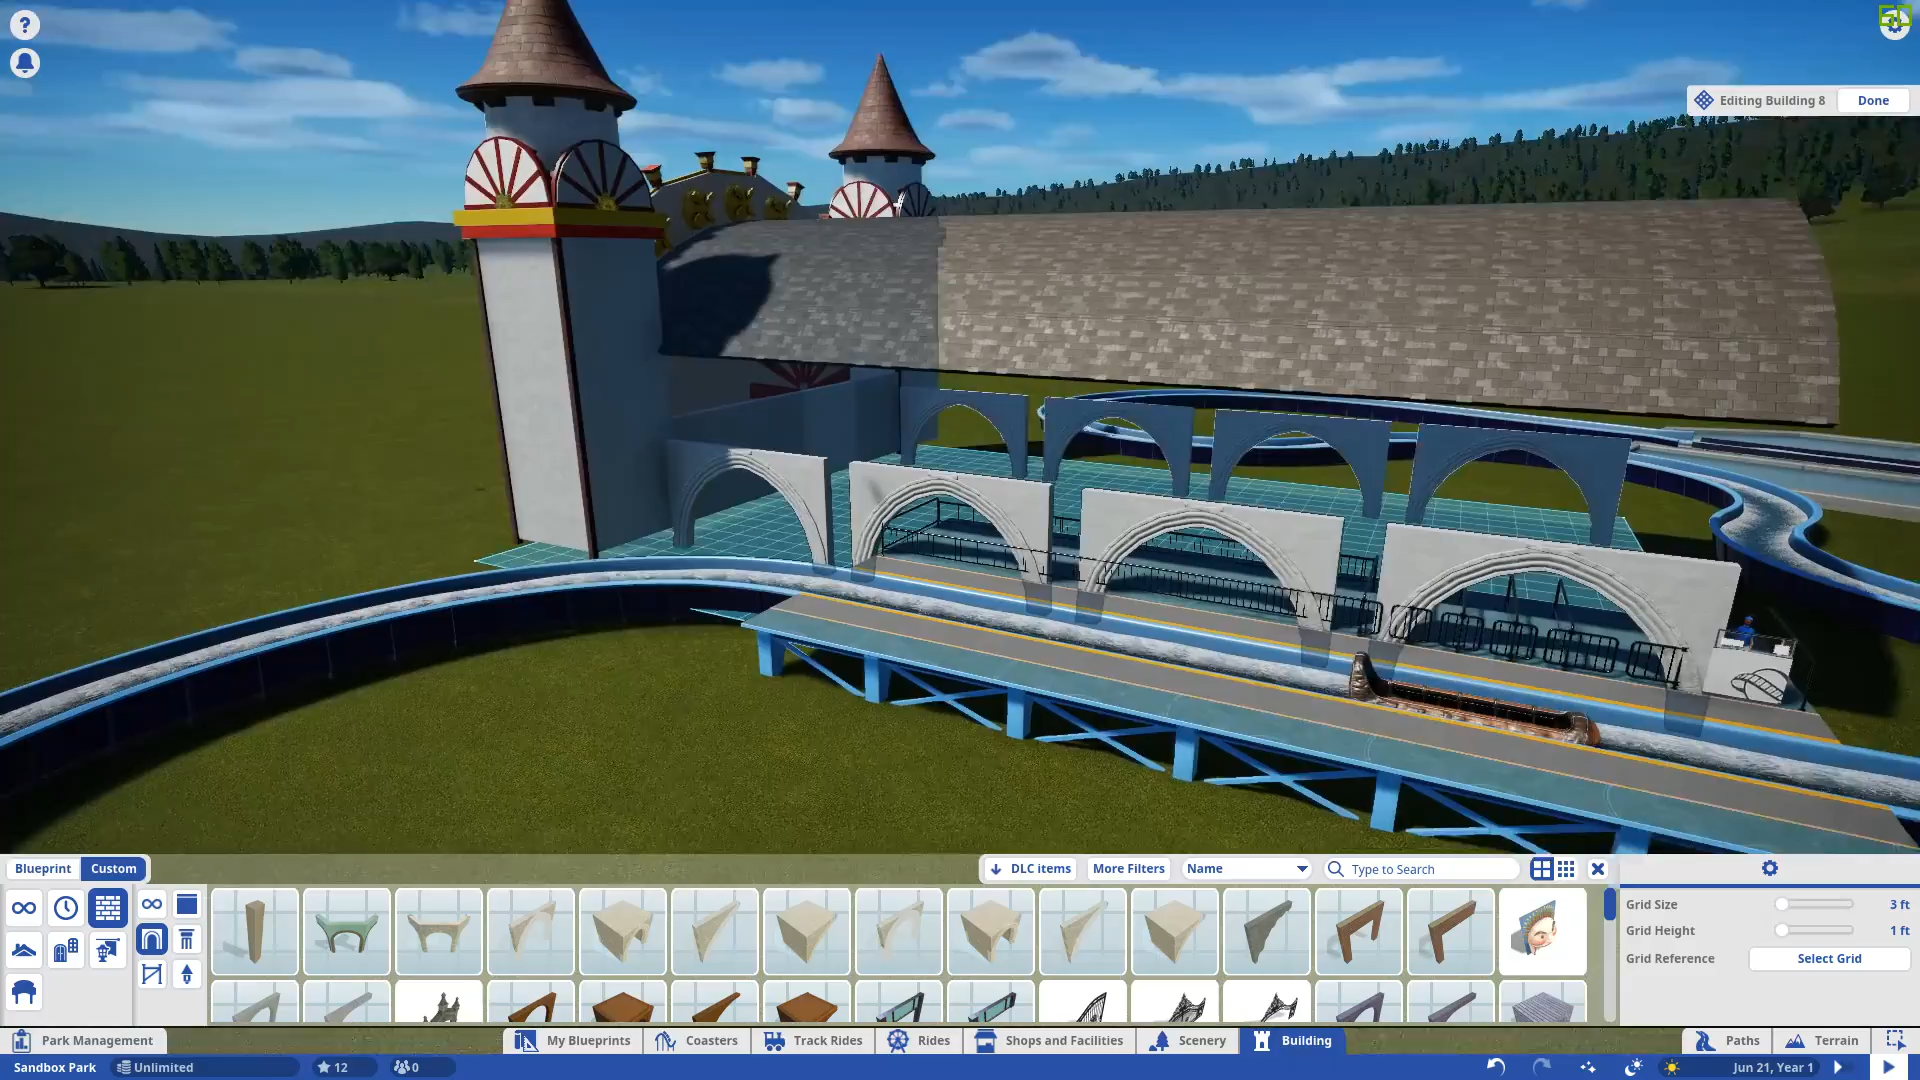 ?
Editing Building 8
Done
Blueprint
Custom
DLC items
More Filters
Name
Type to Search
Grid Size
3 ft
Grid Height
1 ft
Grid Reference
Select Grid
Park Management
My Blueprints
Coasters
Track Rides
Rides
Shops and Facilities
Scenery
Building
Paths
Terrain
Sandbox Park
Unlimited
12
0
Jun 21, Year 1